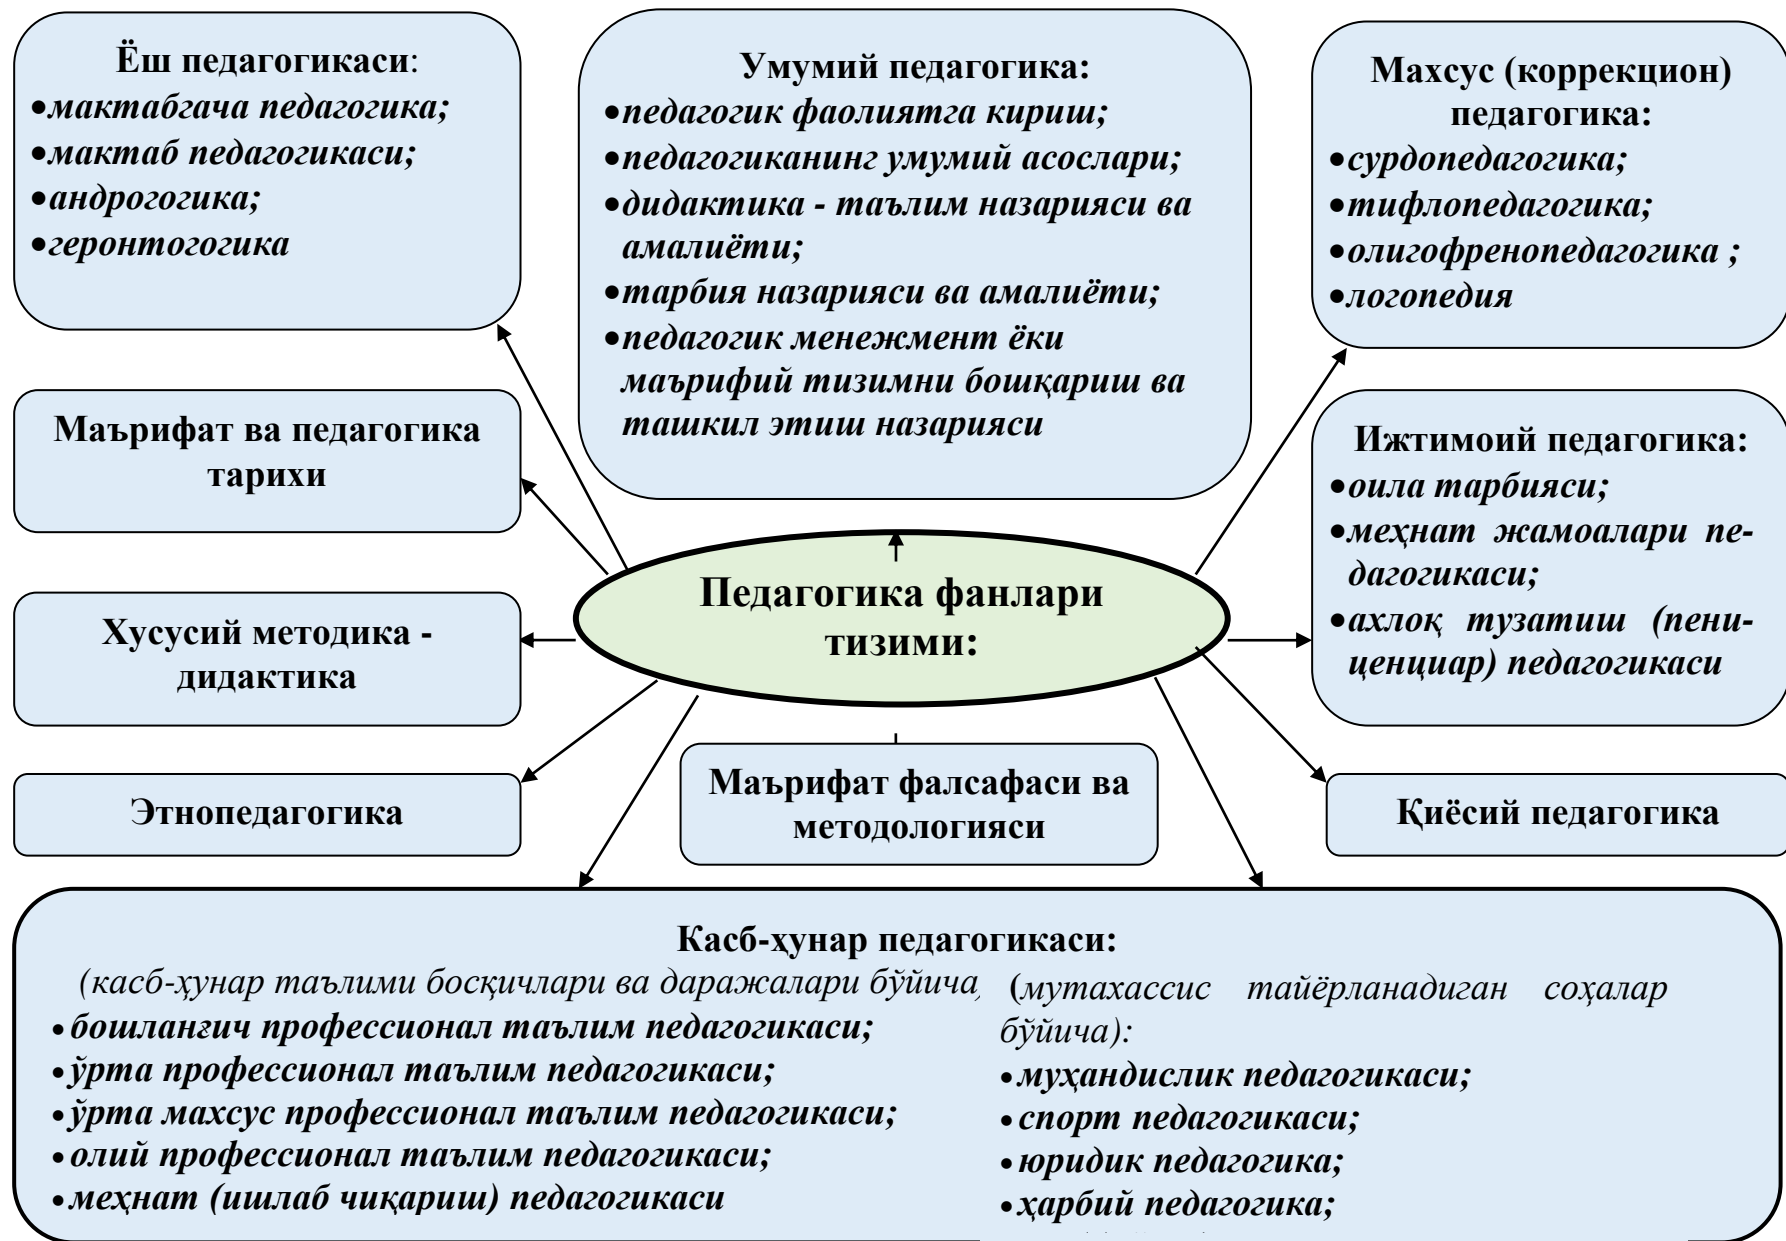 Ёш педагогикаси:
•мактабгача педагогика;
•мактаб педагогикаси;
•андрогогика;
•геронтогогика
Умумий педагогика:
•педагогик фаолиятга кириш;
•педагогиканинг умумий асослари;
•дидактика - таълим назарияси ва
амалиёти;
•тарбия назарияси ва амалиёти;
•педагогик менежмент ёки
маърифий тизимни бошқариш ва
ташкил этиш назарияси
Махсус (коррекцион)
педагогика:
•сурдопедагогика;
•тифлопедагогика;
•олигофренопедагогика ;
•логопедия
Маърифат ва педагогика
тарихи
Ижтимоий педагогика:
•оила тарбияси;
•меҳнат жамоалари пе-
дагогикаси;
•ахлоқ тузатиш (пени-
ценциар) педагогикаси
Педагогика фанлари
тизими:
Хусусий методика -
дидактика
Этнопедагогика
Маърифат фалсафаси ва
методологияси
Қиёсий педагогика
Касб-ҳунар педагогикаси:
(касб-ҳунар таълими босқичлари ва даражалари бўйича)
•бошланғич профессионал таълим педагогикаси;
•ўрта профессионал таълим педагогикаси;
•ўрта махсус профессионал таълим педагогикаси;
•олий профессионал таълим педагогикаси;
•меҳнат (ишлаб чиқариш) педагогикаси
(мутахассис тайёрланадиган соҳалар
бўйича):
•муҳандислик педагогикаси;
•спорт педагогикаси;
•юридик педагогика;
•ҳарбий педагогика;